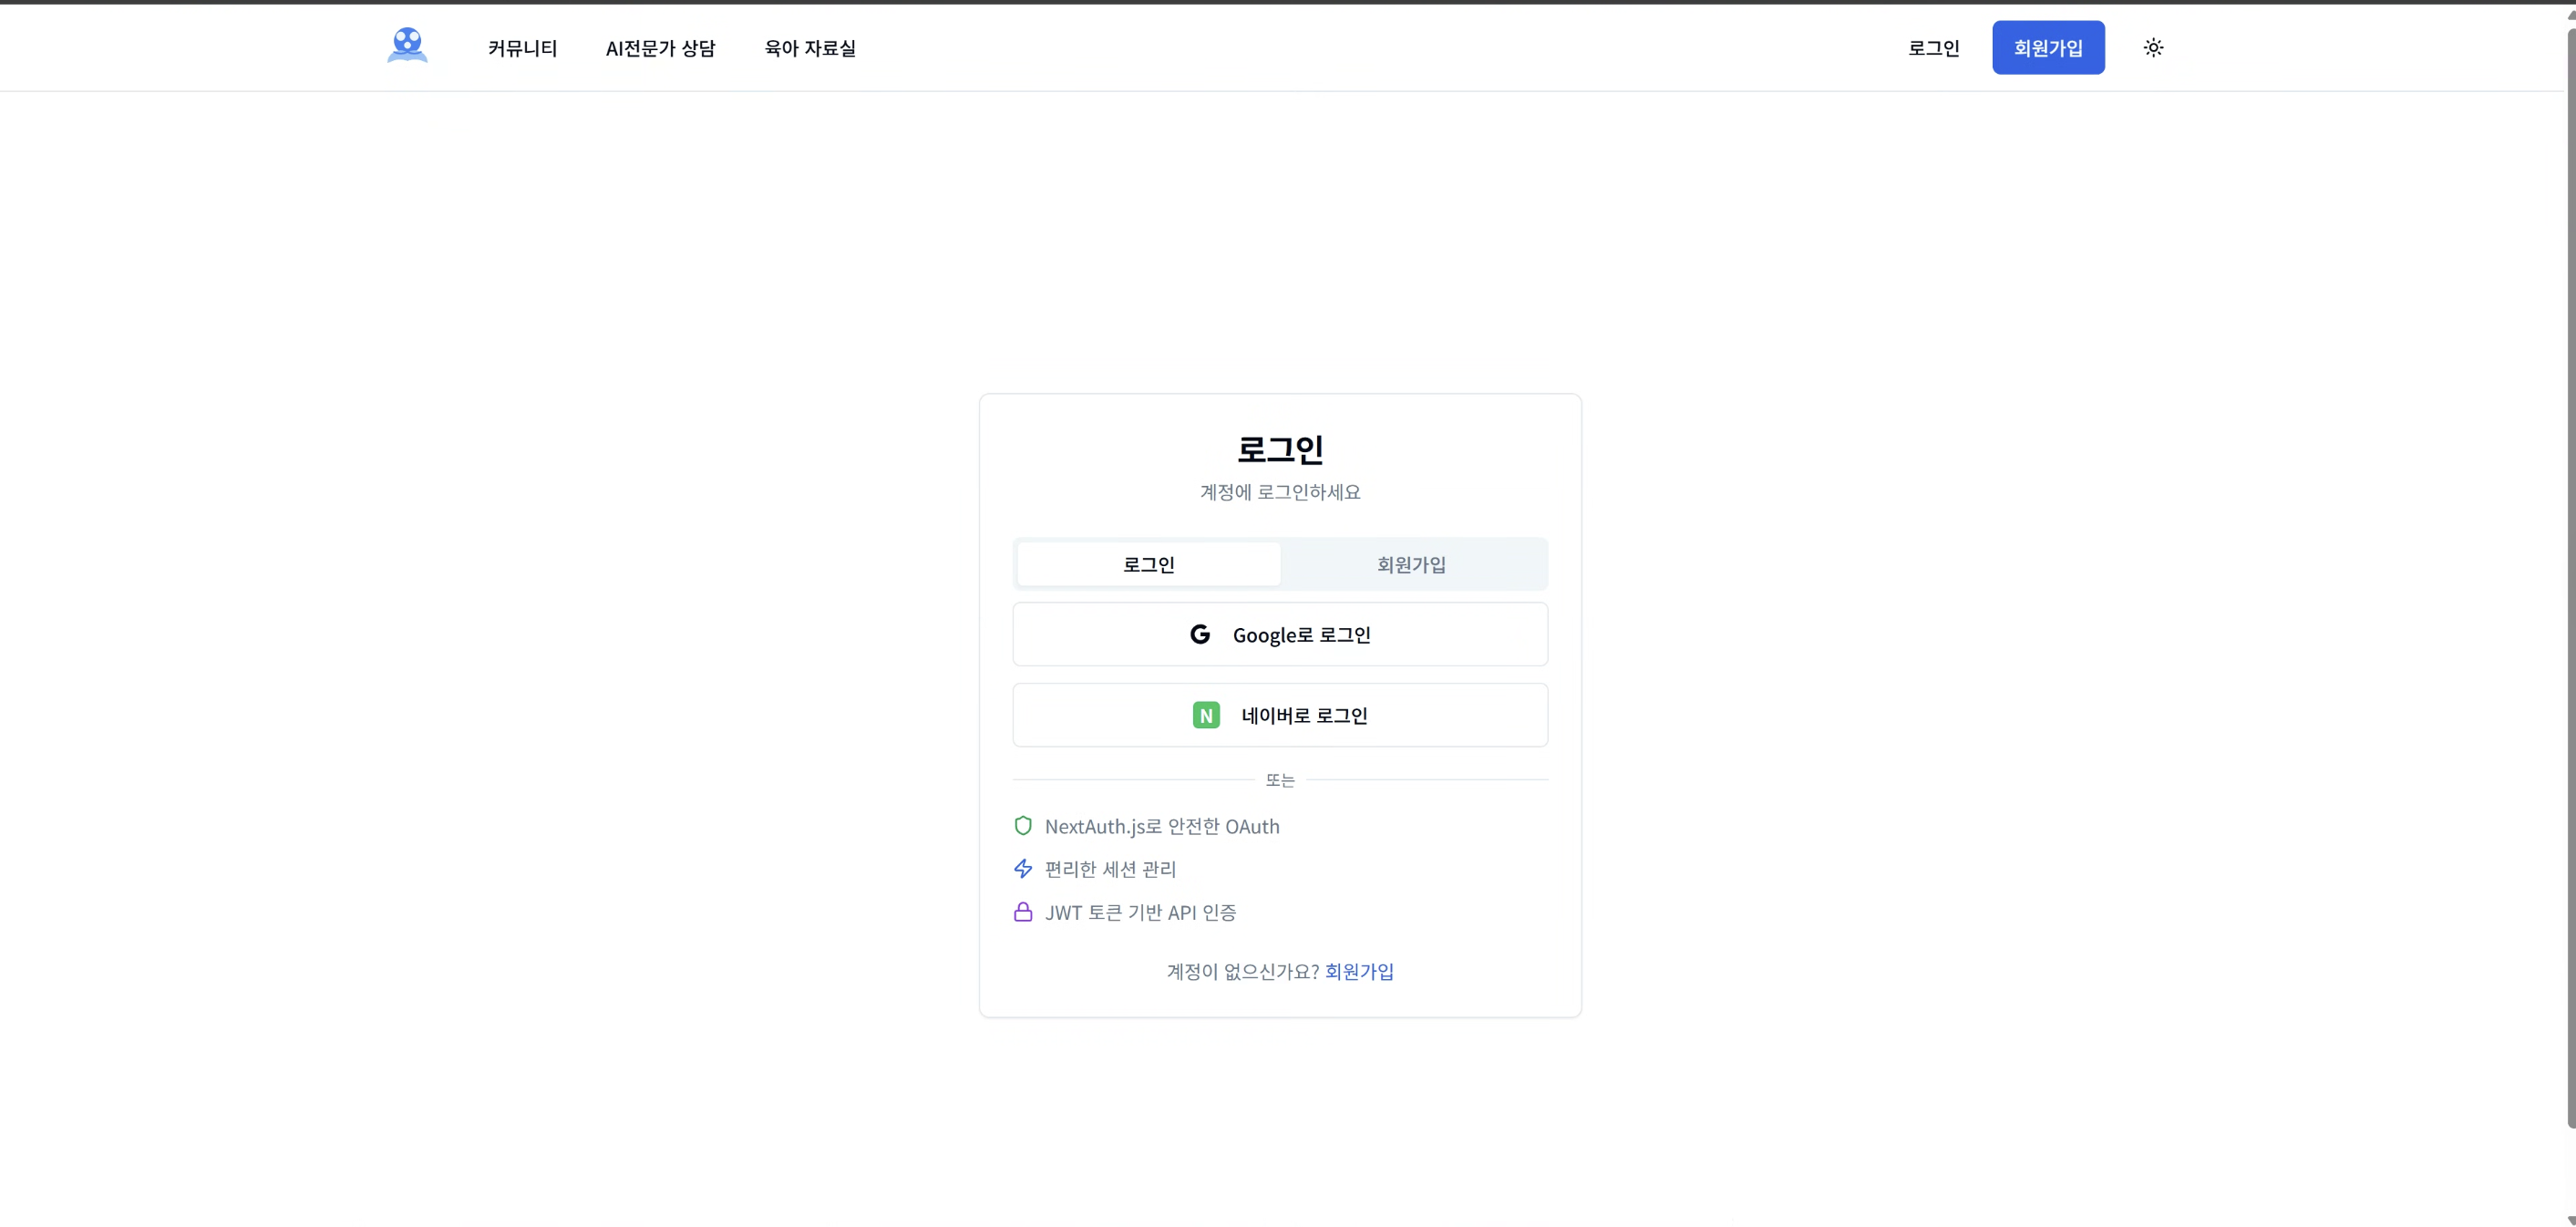 커뮤니티 AI전문가 상담 육아 자료실 로그인 회원가입
로그인
계정에 로그인하세요
로그인 회원가입
G Google로 로그인
N 네이버로 로그인
또는
NextAuth.js로 안전한 OAuth
편리한 세션 관리
JWT 토큰 기반 API 인증
계정이 없으신가요? 회원가입